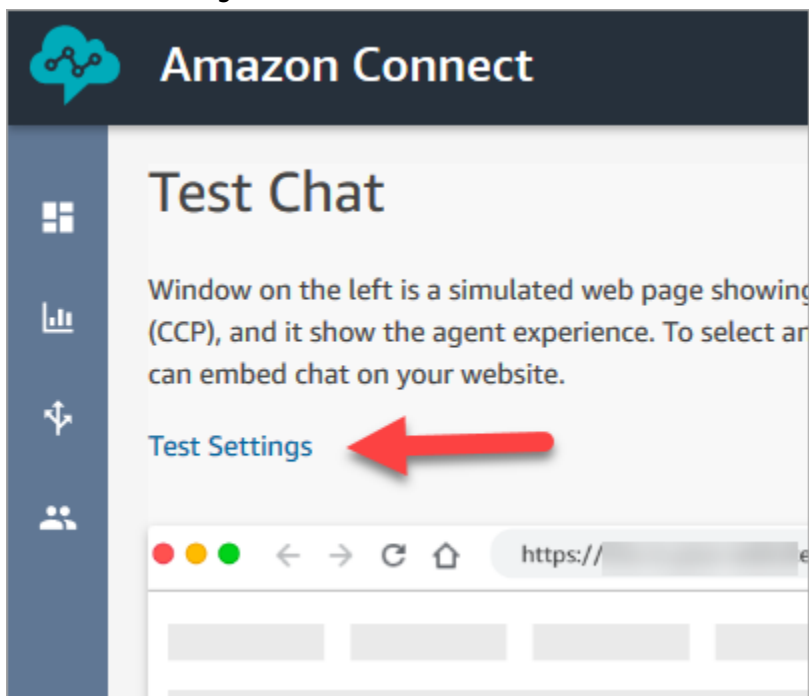 Amazon Connect
Test Chat
Window on the left is a simulated web page showing
(CCP), and it show the agent experience. To select
can embed chat on your website.
Test Settings
https://